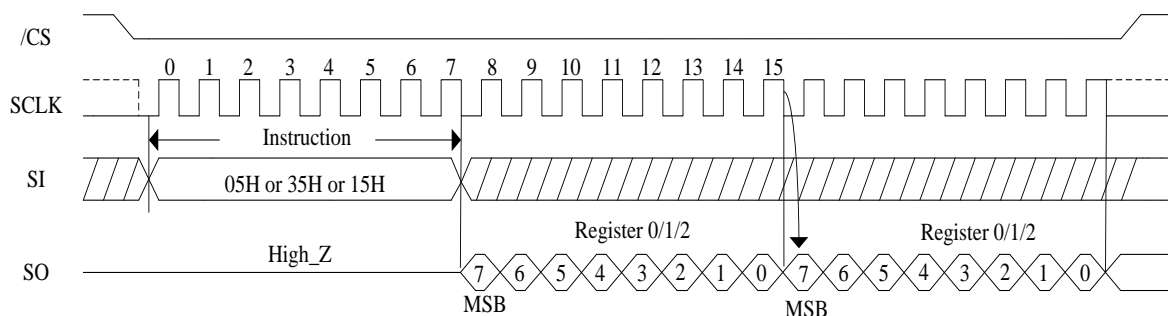 /CS
0 1 2 3 4 5 6 7 8 9 10 11 12 13 14 15
SCLK
Instruction
SI
05H or 35H or 15H
Register 0/1/2 Register 0/1/2
High_Z
SO
7 6 5 4 3 2 1 0 7 6 5 4 3 2 1 0
MSB MSB